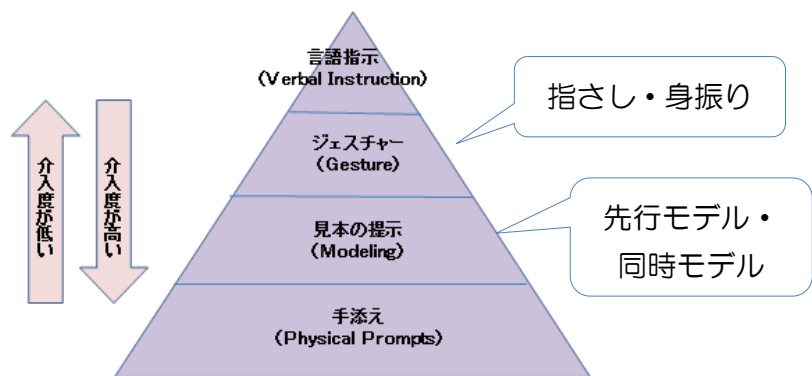 言語指示
(Verbal Instruction)
ジェスチャー
(Gesture)
見本の提示
(Modeling)
手添え
(Physical Prompts)
介入度が低い
介入度が高い
指さし・身振り
先行モデル・
同時モデル